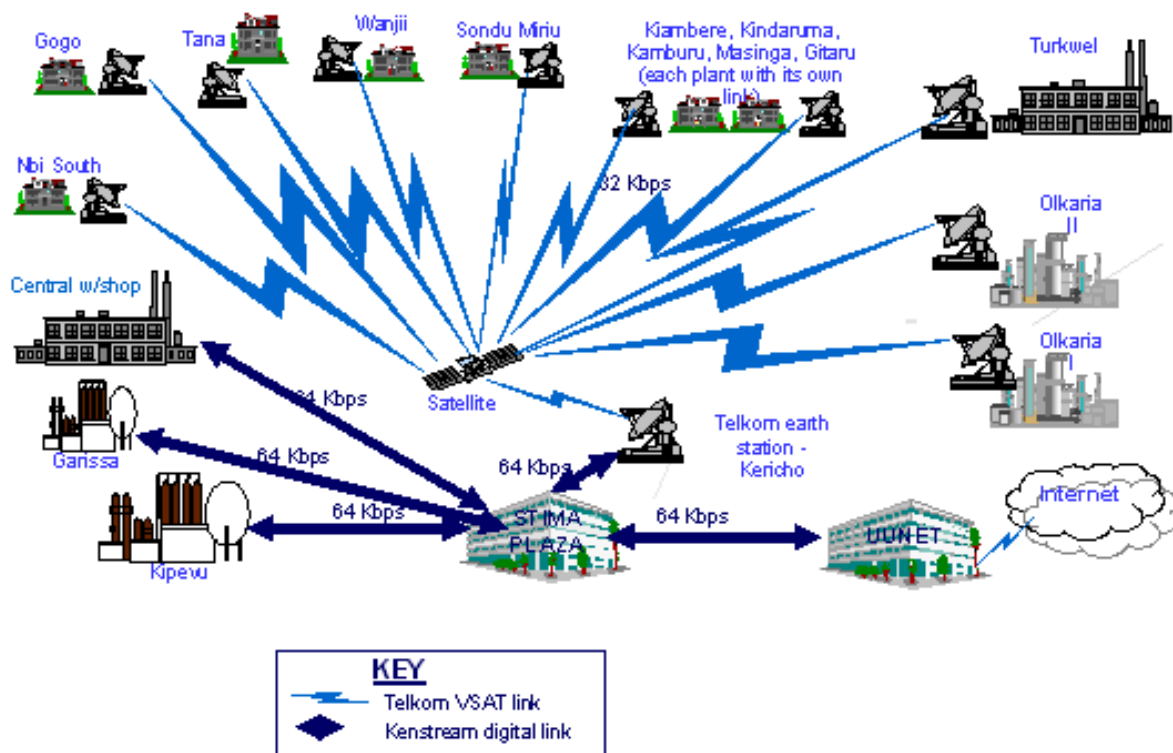 Gogo
Tana
Wanjii
Sondu Miriu
Kiambere, Kindaruma,
Kamburu, Masinga, Gitaru
(each plant with its own
link)
Turkwel
Nbi South
32 Kbps
Olkaria
II
Central w/shop
Olkaria
I
64 Kbps
Satellite
Telkom earth
station -
Kericho
Garissa
64 Kbps
64 Kbps
Internet
64 Kbps
STIMA
PLAZA
64 Kbps
UUNET
Kipevu
KEY
Telkom VSAT link
Kenstream digital link